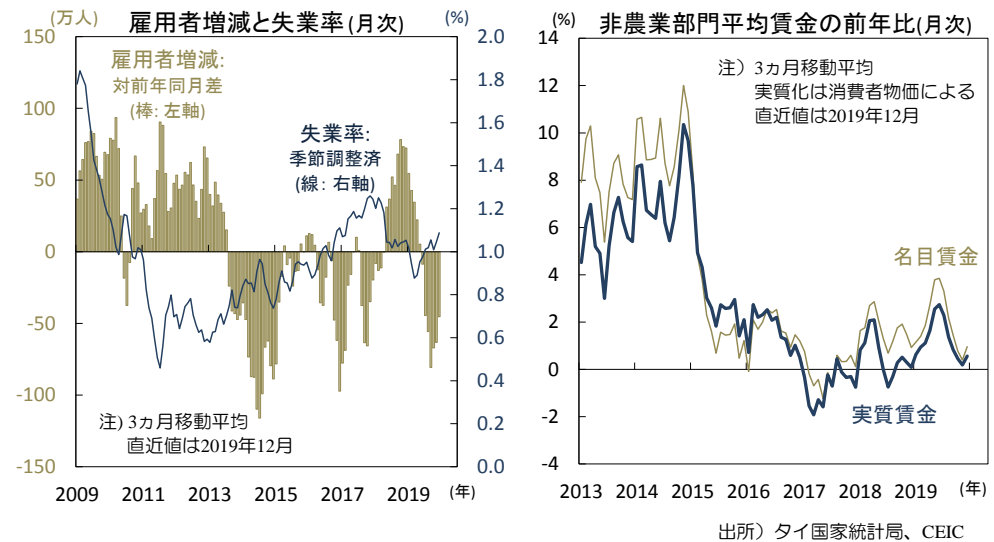 雇用者増減と失業率(月次)
(万人)
(%)
150
100
50
0
-50
-100
-150
2.0
1.8
1.6
1.4
1.2
1.0
0.8
0.6
0.4
0.2
0.0
雇用者増減:
対前年同月差
(棒: 左軸)
失業率:
季節調整済
(線: 右軸)
注) 3ヵ月移動平均
直近値は2019年12月
2009 2011 2013 2015 2017 2019 (年)
非農業部門平均賃金の前年比(月次)
(%)
14
12
10
8
6
4
2
0
-2
-4
注）3ヵ月移動平均
実質化は消費者物価による
直近値は2019年12月
名目賃金
実質賃金
2013 2014 2015 2016 2017 2018 2019 (年)
出所）タイ国家統計局、CEIC